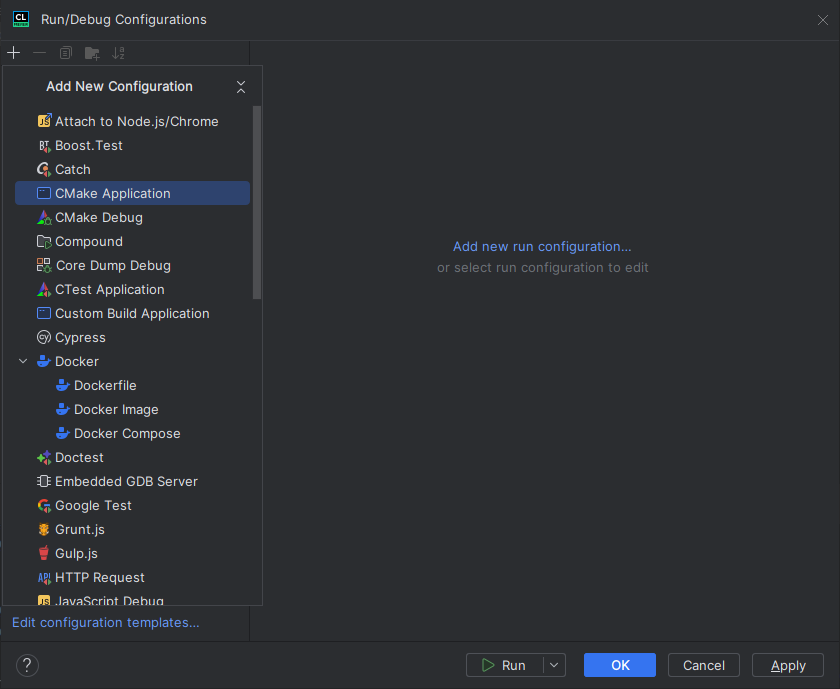 Run/Debug Configurations
Add New Configuration
Attach to Node.js/Chrome
Boost.Test
Catch
CMake Application
CMake Debug
Compound
Core Dump Debug
CTest Application
Custom Build Application
Cypress
Docker
Dockerfile
Docker Image
Docker Compose
Doctest
Embedded GDB Server
Google Test
Grunt.js
Gulp.js
HTTP Request
JavaScript Debug
Edit configuration templates...
Add new run configuration...
or select run configuration to edit
?
Run
OK
Cancel
Apply